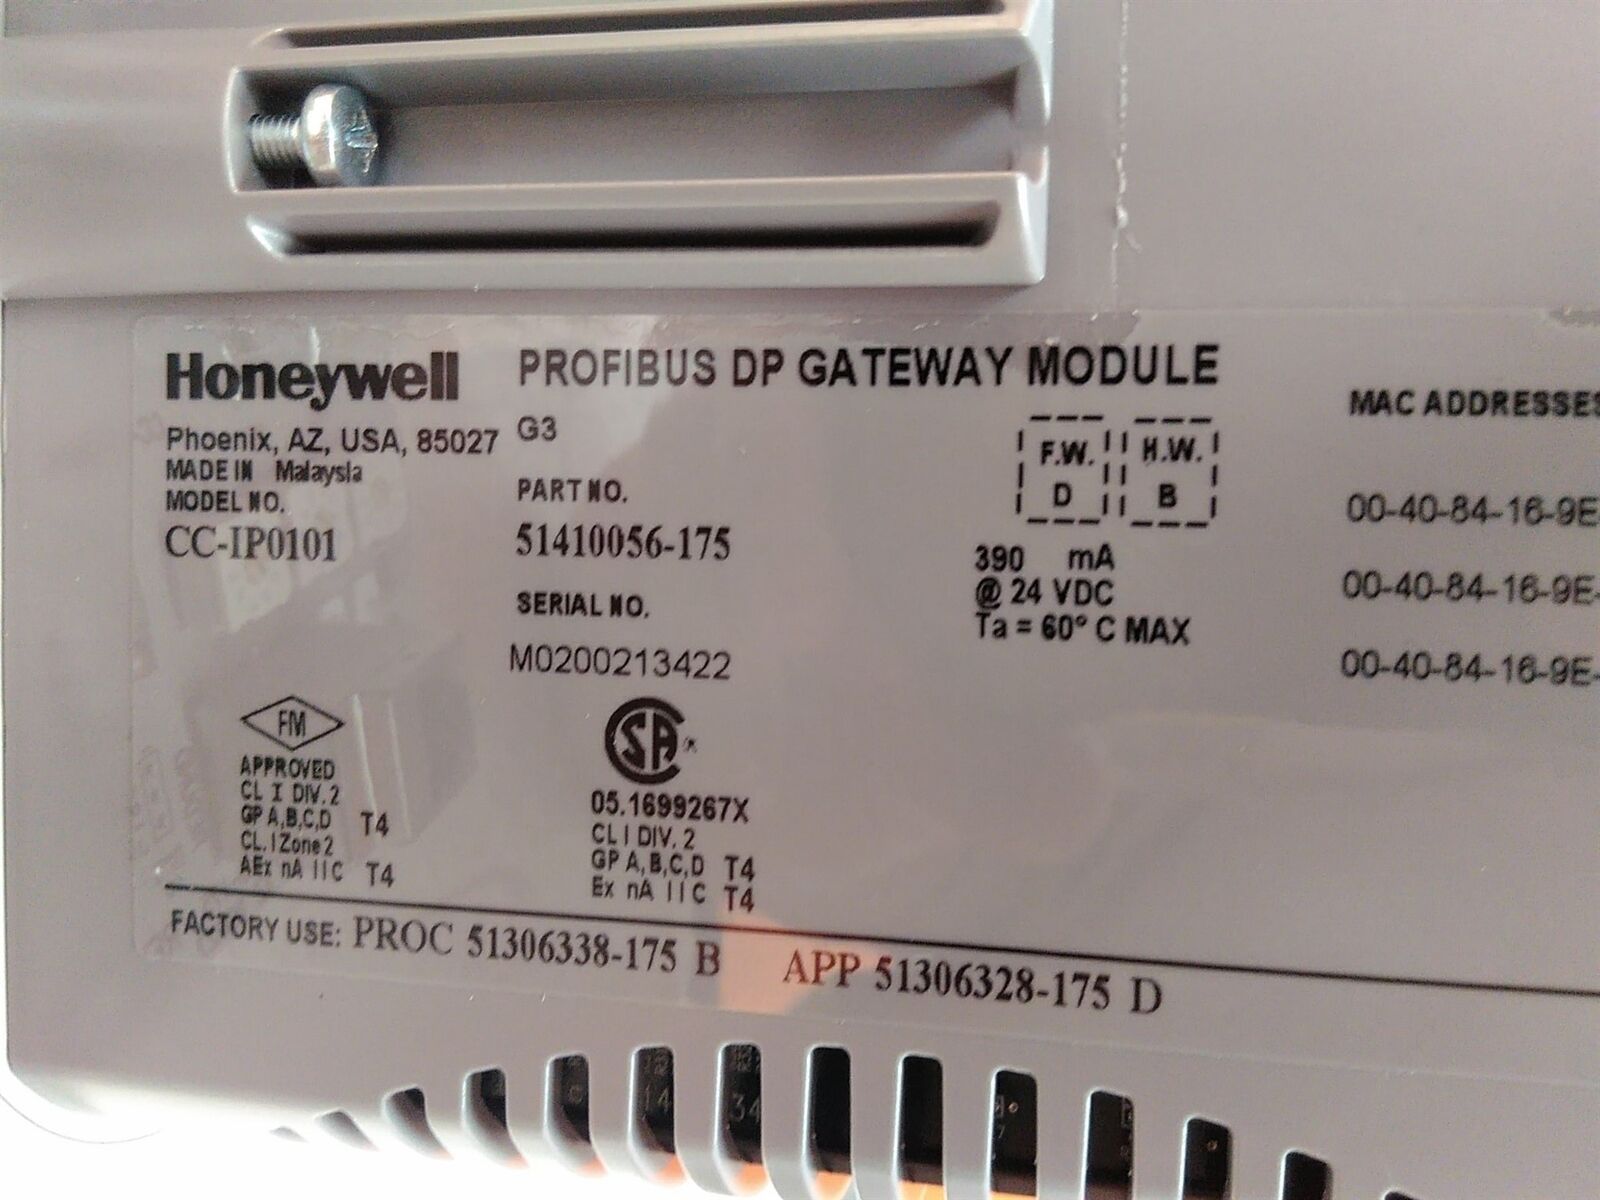 Honeywell
PROFIBUS DP GATEWAY MODULE
G3
Phoenix, AZ, USA, 85027
MADE IN Malaysia
MODEL NO.
CC-IP0101
PART NO.
51410056-175
SERIAL NO.
M0200213422
F.W.
D
H.W.
B
390 mA
@ 24 VDC
Ta = 60° C MAX
MAC ADDRESSES
00-40-84-16-9E-
00-40-84-16-9E-
00-40-84-16-9E-
FM
APPROVED
CL I DIV. 2
GP A,B,C,D T4
CL. I Zone 2
AEx nA IIC T4
SA
05.1699267X
CL I DIV. 2
GP A,B,C,D T4
Ex nA IIC T4
FACTORY USE: PROC 51306338-175 B APP 51306328-175 D
14
34